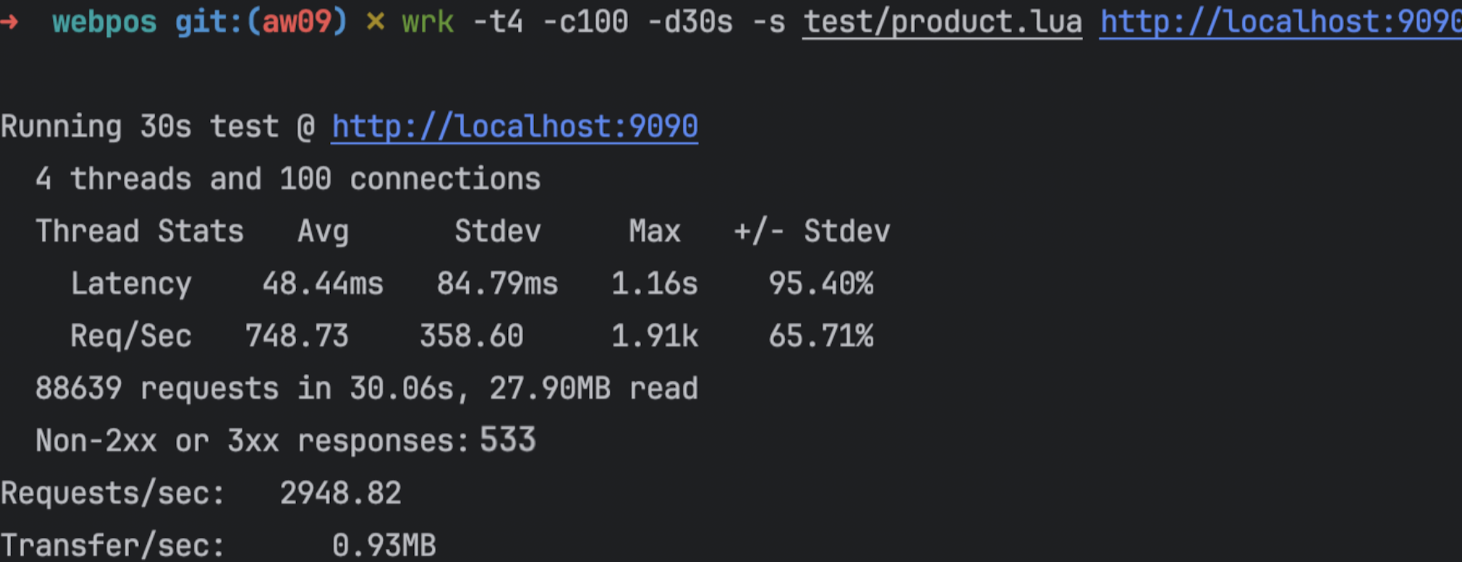 ➜ webpos git:(aw09) ✗ wrk -t4 -c100 -d30s -s test/product.lua http://localhost:9090
Running 30s test @ http://localhost:9090
4 threads and 100 connections
Thread Stats Avg Stdev Max +/- Stdev
Latency 48.44ms 84.79ms 1.16s 95.40%
Req/Sec 748.73 358.60 1.91k 65.71%
88639 requests in 30.06s, 27.90MB read
Non-2xx or 3xx responses: 533
Requests/sec: 2948.82
Transfer/sec: 0.93MB